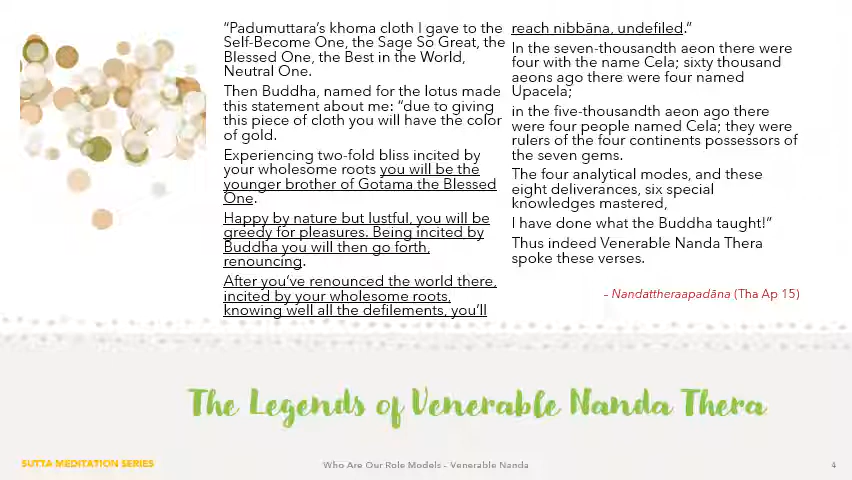 “Padumuttara’s khoma cloth I gave to the
Self-Become One, the Sage So Great, the
Blessed One, the Best in the World,
Neutral One.
Then Buddha, named for the lotus made
this statement about me: “due to giving
this piece of cloth you will have the color
of gold.
Experiencing two-fold bliss incited by
your wholesome roots you will be the
younger brother of Gotama the Blessed
One.
Happy by nature but lustful, you will be
greedy for pleasures. Being incited by
Buddha you will then go forth,
renouncing.
After you’ve renounced the world there,
incited by your wholesome roots,
knowing well all the defilements, you’ll
reach nibbāna, undefiled.”
In the seven-thousandth aeon there were
four with the name Cela; sixty thousand
aeons ago there were four named
Upacela;
in the five-thousandth aeon ago there
were four people named Cela; they were
rulers of the four continents possessors of
the seven gems.
The four analytical modes, and these
eight deliverances, six special
knowledges mastered,
I have done what the Buddha taught!”
Thus indeed Venerable Nanda Thera
spoke these verses.
– Nandattheraapadāna (Tha Ap 15)
The Legends of Venerable Nanda Thera
SUTTA MEDITATION SERIES
Who Are Our Role Models – Venerable Nanda
4